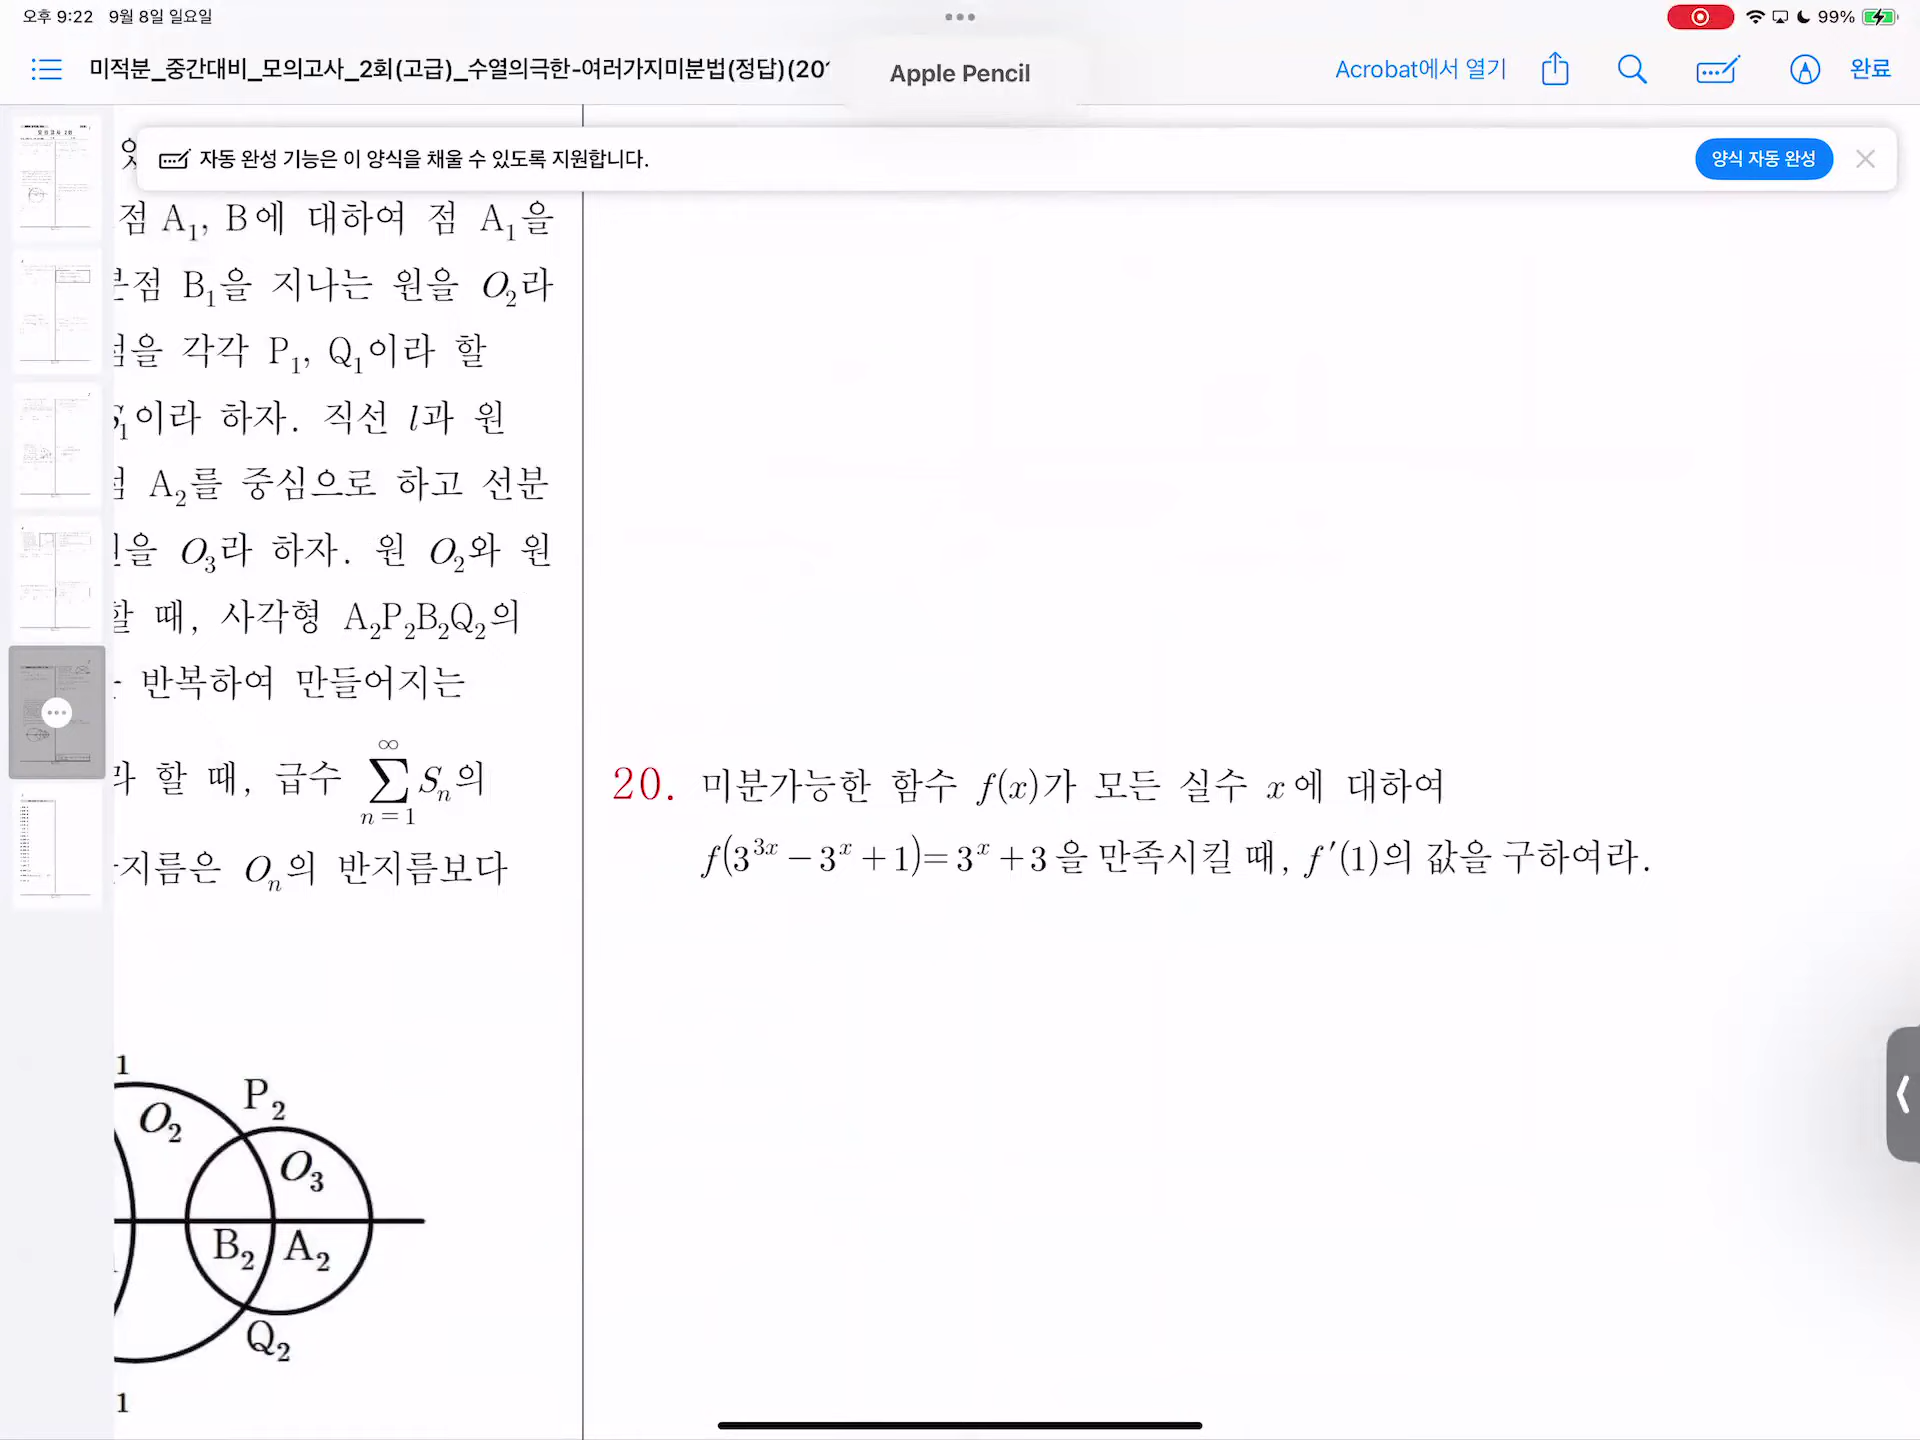 오후 9:22 9월 8일 일요일
99%
미적분_중간대비_모의고사_2회(고급)_수열의극한-여러가지미분법(정답)(20
Apple Pencil
Acrobat에서 열기
완료
자동 완성 기능은 이 양식을 채울 수 있도록 지원합니다.
양식 자동 완성
점 A₁, B에 대하여 점 A₁을
분점 B₁을 지나는 원을 O₂라
점을 각각 P₁, Q₁이라 할
S₁이라 하자. 직선 l과 원
점 A₂를 중심으로 하고 선분
을 O₃라 하자. 원 O₂와 원
할 때, 사각형 A₂P₂B₂Q₂의
반복하여 만들어지는
라 할 때, 급수 ∑_{n=1}^{∞} Sₙ의
지름은 Oₙ의 반지름보다
1
P₂
O₂
O₃
B₂ A₂
Q₂
1
20. 미분가능한 함수 f(x)가 모든 실수 x에 대하여
f(3^{3x} − 3^x + 1) = 3^x + 3을 만족시킬 때, f′(1)의 값을 구하여라.